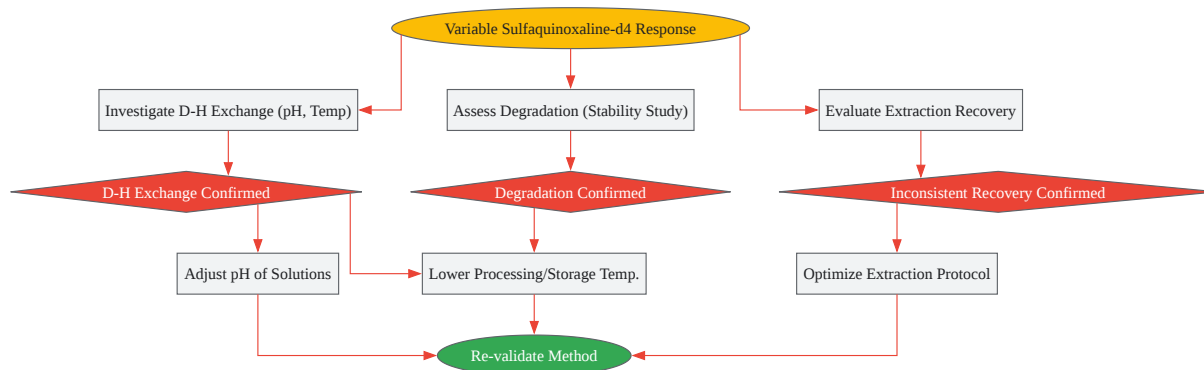 Variable Sulfaquinoxaline-d4 Response
Investigate D-H Exchange (pH, Temp)
Assess Degradation (Stability Study)
Evaluate Extraction Recovery
D-H Exchange Confirmed
Degradation Confirmed
Inconsistent Recovery Confirmed
Adjust pH of Solutions
Lower Processing/Storage Temp.
Optimize Extraction Protocol
Re-validate Method